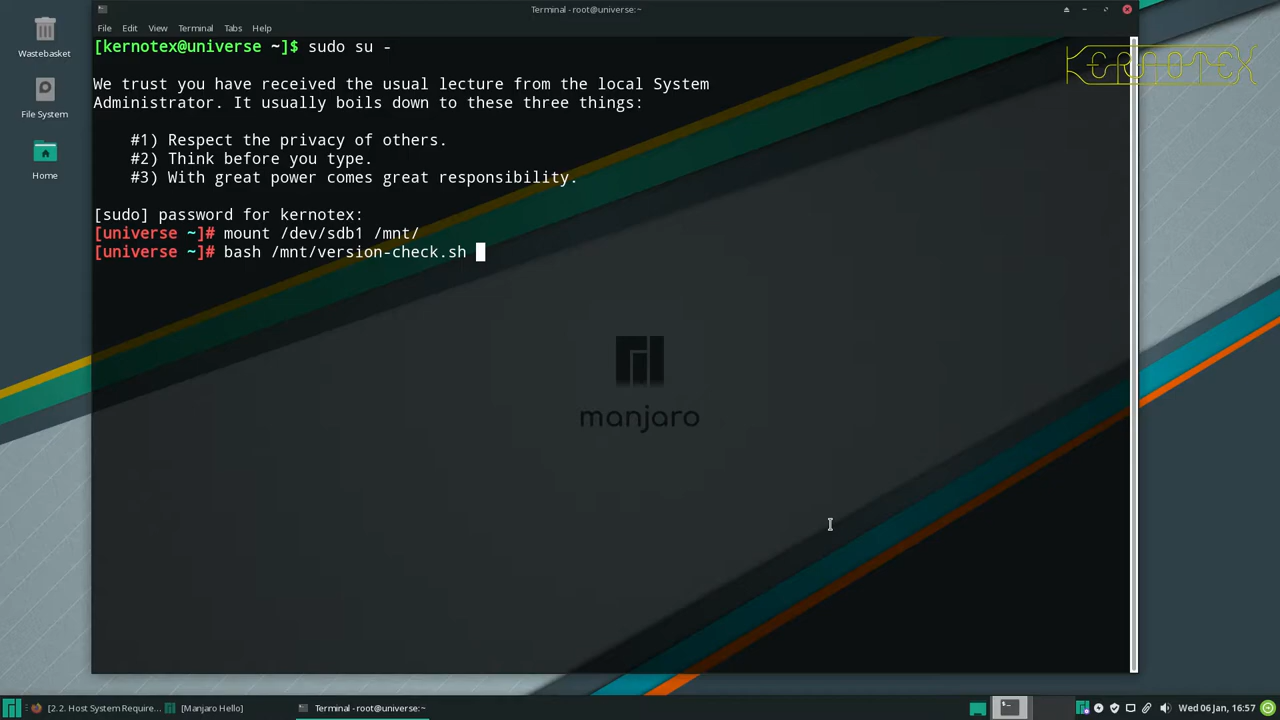 Terminal - root@universe:~
File Edit View Terminal Tabs Help
Wastebasket
File System
Home
[kernotex@universe ~]$ sudo su -
We trust you have received the usual lecture from the local System
Administrator. It usually boils down to these three things:
#1) Respect the privacy of others.
#2) Think before you type.
#3) With great power comes great responsibility.
[sudo] password for kernotex:
[universe ~]# mount /dev/sdb1 /mnt/
[universe ~]# bash /mnt/version-check.sh
KERNOTEX
manjaro
[2.2. Host System Require... [Manjaro Hello] Terminal - root@universe:~ Wed 06 Jan, 16:57